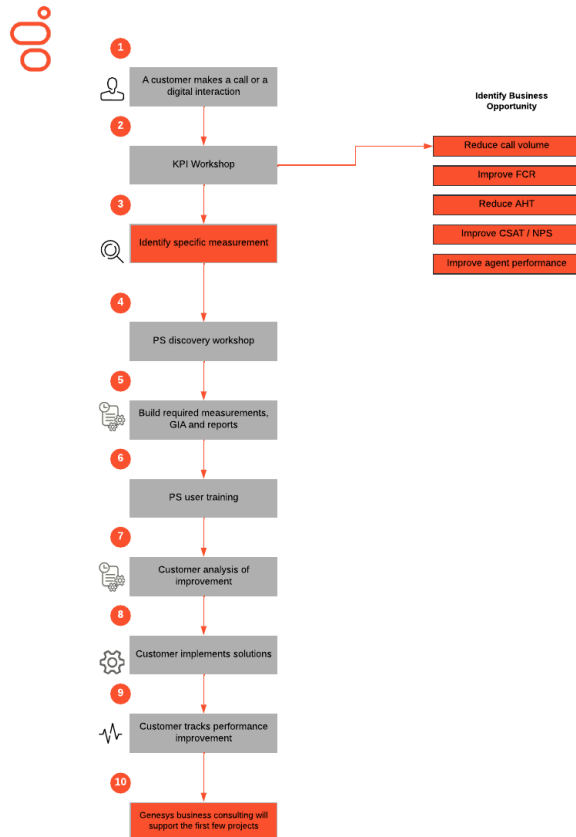 1
A customer makes a call or a
digital interaction
2
KPI Workshop
3
Identify specific measurement
4
PS discovery workshop
5
Build required measurements,
GIA and reports
6
PS user training
7
Customer analysis of
improvement
8
Customer implements solutions
9
Customer tracks performance
improvement
10
Genesys business consulting will
support the first few projects
Identify Business
Opportunity
Reduce call volume
Improve FCR
Reduce AHT
Improve CSAT / NPS
Improve agent performance